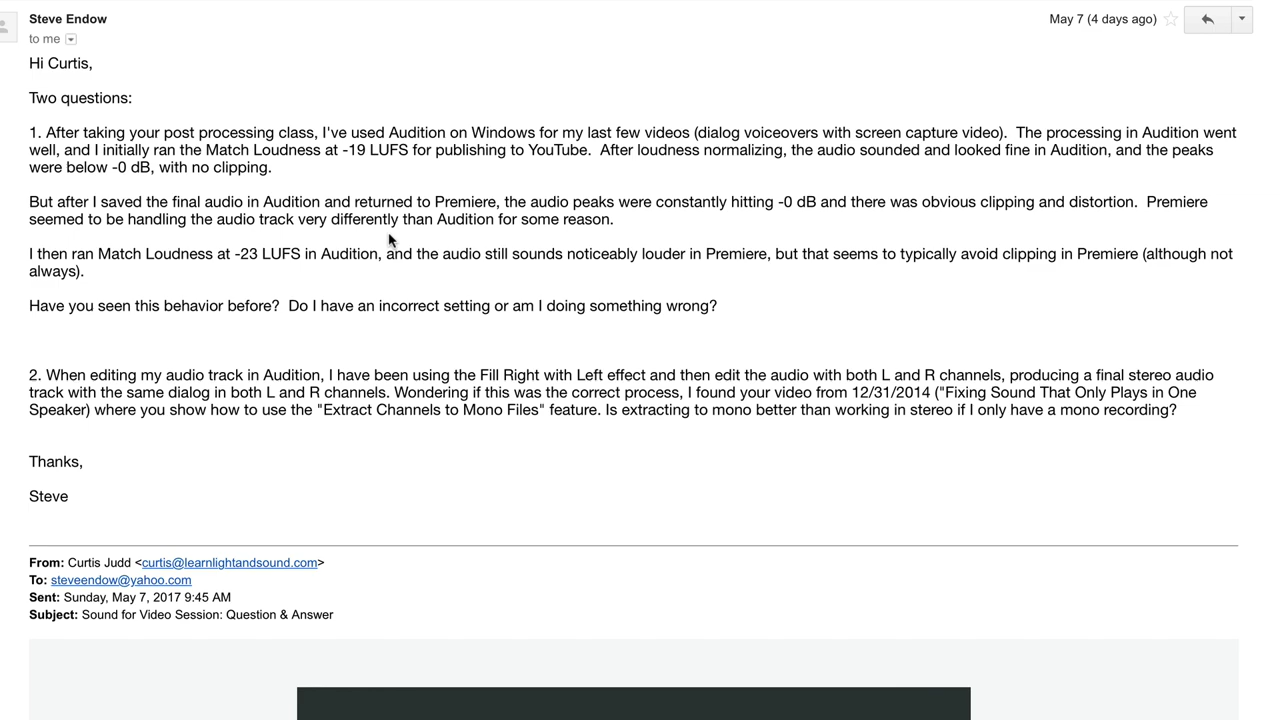 Steve Endow
May 7 (4 days ago)
to me
Hi Curtis,
Two questions:
1. After taking your post processing class, I've used Audition on Windows for my last few videos (dialog voiceovers with screen capture video).  The processing in Audition went
well, and I initially ran the Match Loudness at -19 LUFS for publishing to YouTube.  After loudness normalizing, the audio sounded and looked fine in Audition, and the peaks
were below -0 dB, with no clipping.
But after I saved the final audio in Audition and returned to Premiere, the audio peaks were constantly hitting -0 dB and there was obvious clipping and distortion.  Premiere
seemed to be handling the audio track very differently than Audition for some reason.
I then ran Match Loudness at -23 LUFS in Audition, and the audio still sounds noticeably louder in Premiere, but that seems to typically avoid clipping in Premiere (although not
always).
Have you seen this behavior before?  Do I have an incorrect setting or am I doing something wrong?
2. When editing my audio track in Audition, I have been using the Fill Right with Left effect and then edit the audio with both L and R channels, producing a final stereo audio
track with the same dialog in both L and R channels. Wondering if this was the correct process, I found your video from 12/31/2014 ("Fixing Sound That Only Plays in One
Speaker) where you show how to use the "Extract Channels to Mono Files" feature. Is extracting to mono better than working in stereo if I only have a mono recording?
Thanks,
Steve
From: Curtis Judd <curtis@learnlightandsound.com>
To: steveendow@yahoo.com
Sent: Sunday, May 7, 2017 9:45 AM
Subject: Sound for Video Session: Question & Answer